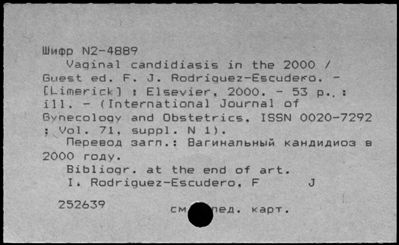 Шифр N2-4889
Vaginal candidiasis in the 2000 /
Guest ed. F. J. Rodriguez-Escudero. -
[Limerick] : Elsevier, 2000. - 53 p., :
ill. - (International Journal of
Gynecology and Obstetrics, ISSN 0020-7292
; Vol. 71, suppl. N 1).
Перевод загл.: Вагинальный кандидиоз в
2000 году.
Bibliogr. at the end of art.
I. Rodriguez-Escudero, F J
252639
см. след. карт.